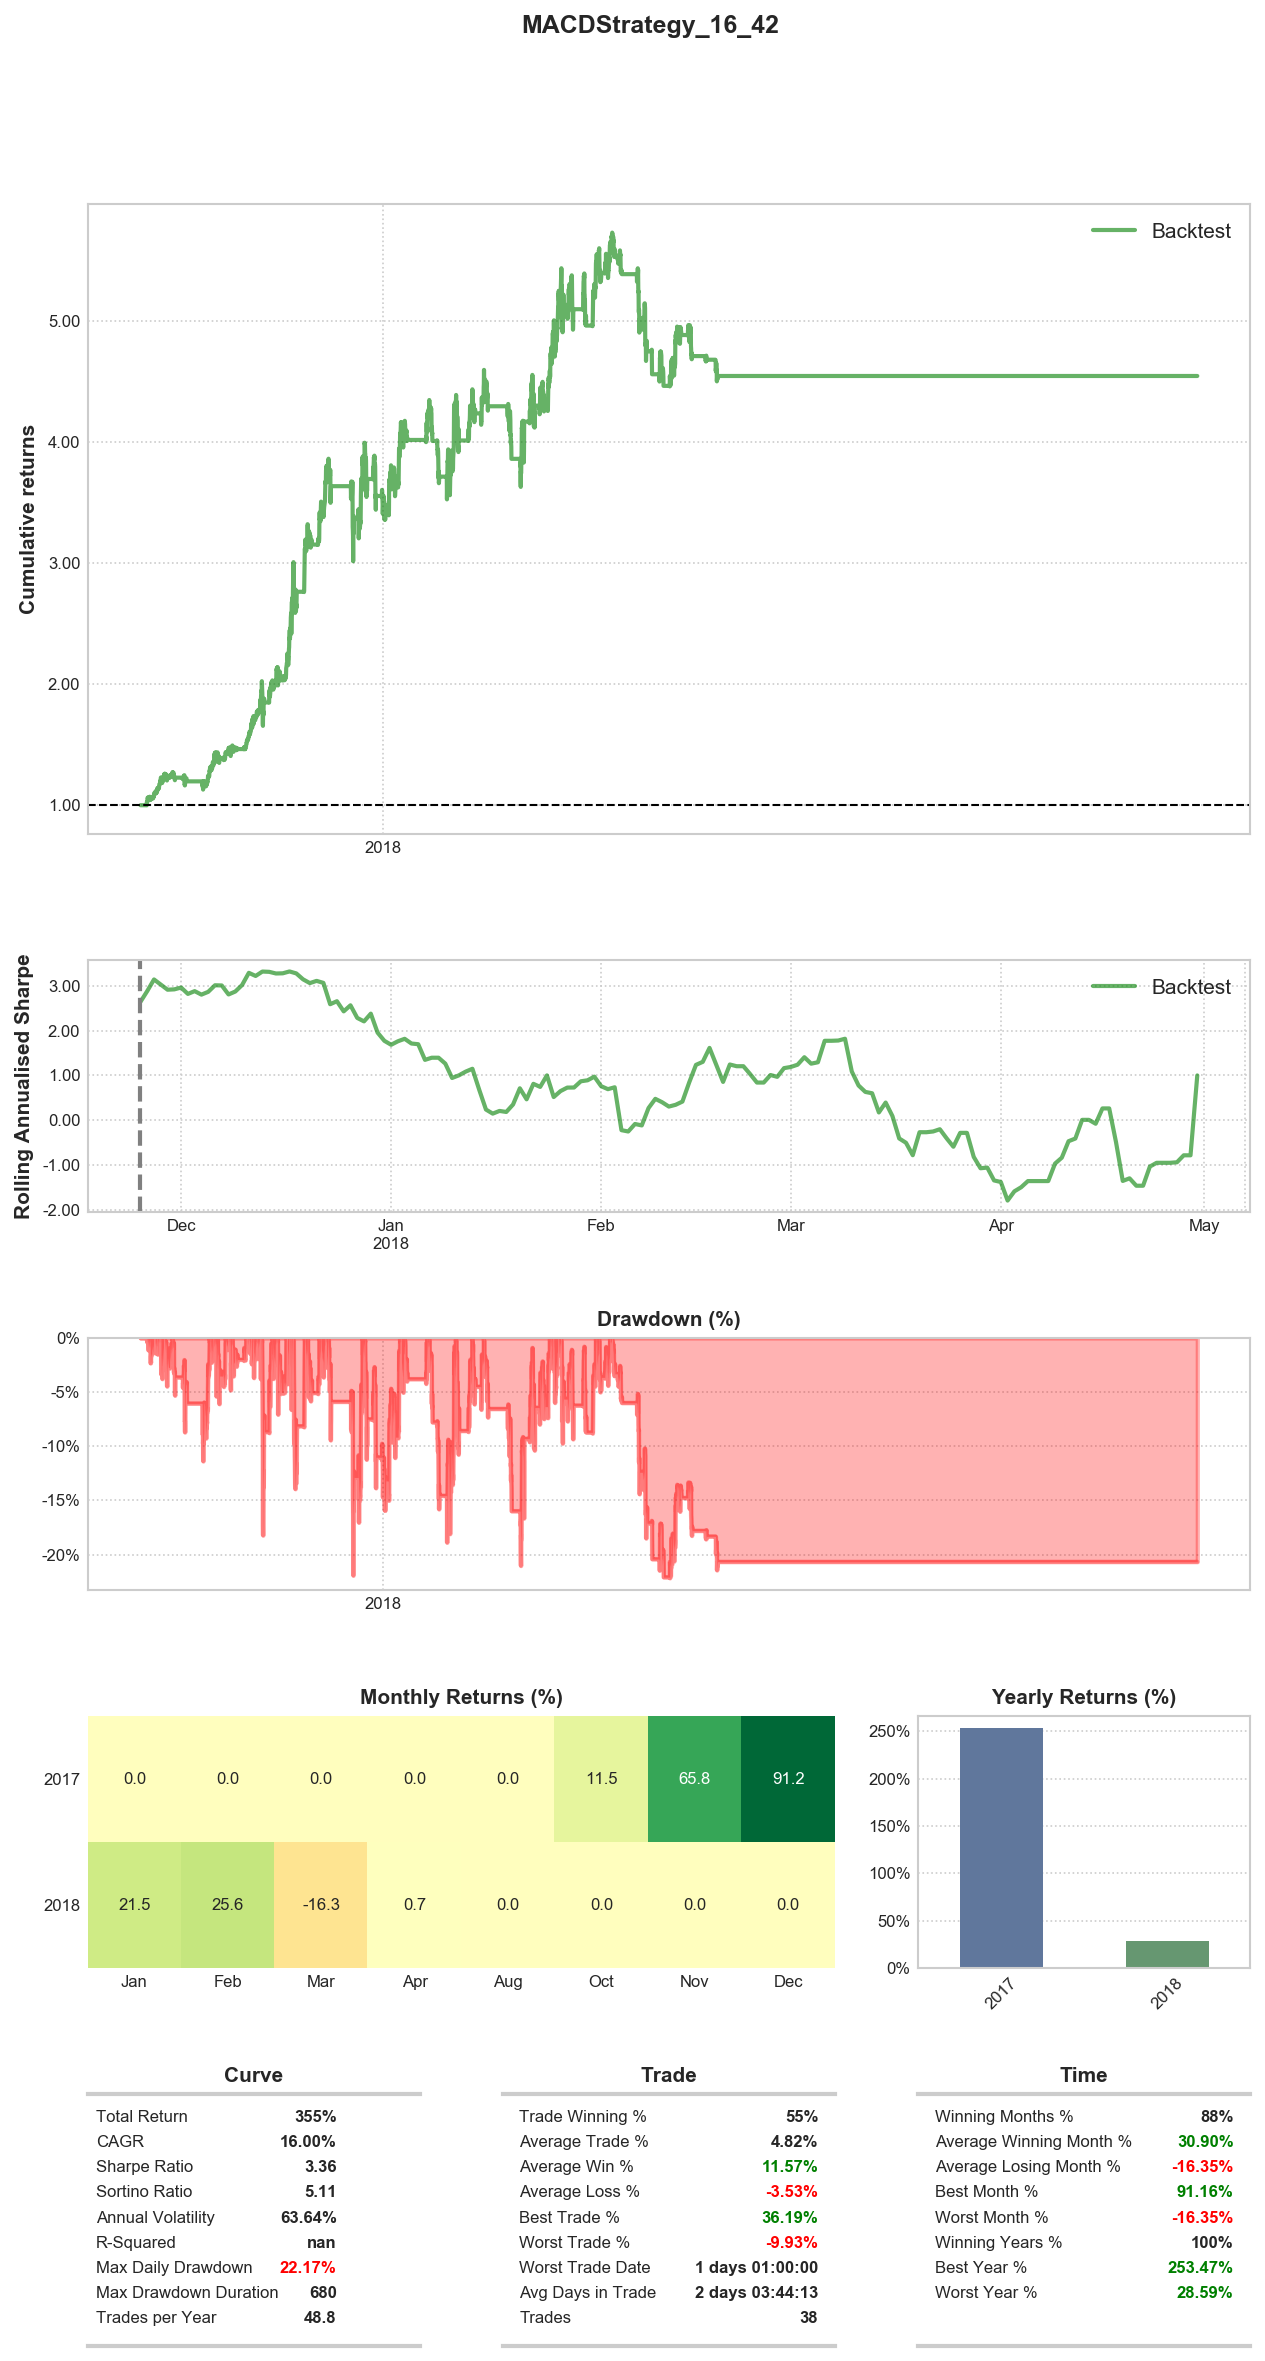 MACDStrategy_16_42
Backtest
Cumulative returns
5.00
4.00
3.00
2.00
1.00
2018
Backtest
Rolling Annualised Sharpe
3.00
2.00
1.00
0.00
-1.00
-2.00
Dec Jan Feb Mar Apr May
2018
Drawdown (%)
0%
-5%
-10%
-15%
-20%
2018
Monthly Returns (%)
2017 0.0 0.0 0.0 0.0 0.0 11.5 65.8 91.2
2018 21.5 25.6 -16.3 0.7 0.0 0.0 0.0 0.0
Jan Feb Mar Apr Aug Oct Nov Dec
Yearly Returns (%)
250%
200%
150%
100%
50%
0%
2017 2018
Curve
Total Return 355%
CAGR 16.00%
Sharpe Ratio 3.36
Sortino Ratio 5.11
Annual Volatility 63.64%
R-Squared nan
Max Daily Drawdown 22.17%
Max Drawdown Duration 680
Trades per Year 48.8
Trade
Trade Winning % 55%
Average Trade % 4.82%
Average Win % 11.57%
Average Loss % -3.53%
Best Trade % 36.19%
Worst Trade % -9.93%
Worst Trade Date 1 days 01:00:00
Avg Days in Trade 2 days 03:44:13
Trades 38
Time
Winning Months % 88%
Average Winning Month % 30.90%
Average Losing Month % -16.35%
Best Month % 91.16%
Worst Month % -16.35%
Winning Years % 100%
Best Year % 253.47%
Worst Year % 28.59%